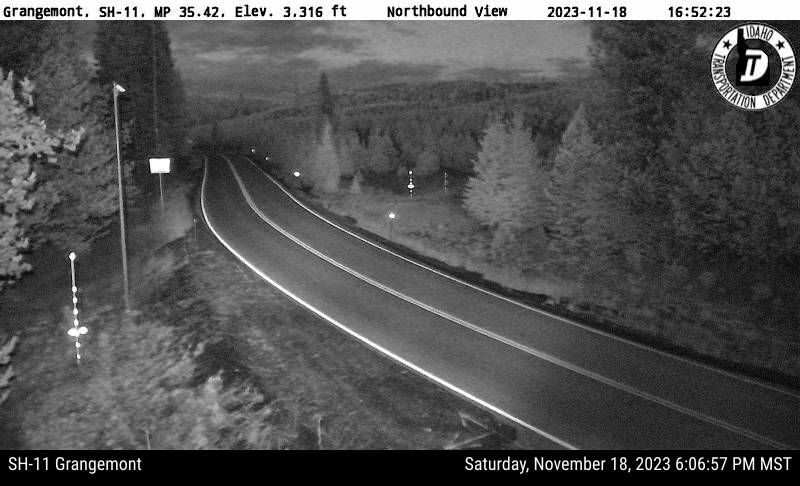 Grangemont, SH-11, MP 35.42, Elev. 3,316 ft Northbound View 2023-11-18 16:52:23
IDAHO
TRANSPORTATION DEPARTMENT
SH-11 Grangemont Saturday, November 18, 2023 6:06:57 PM MST